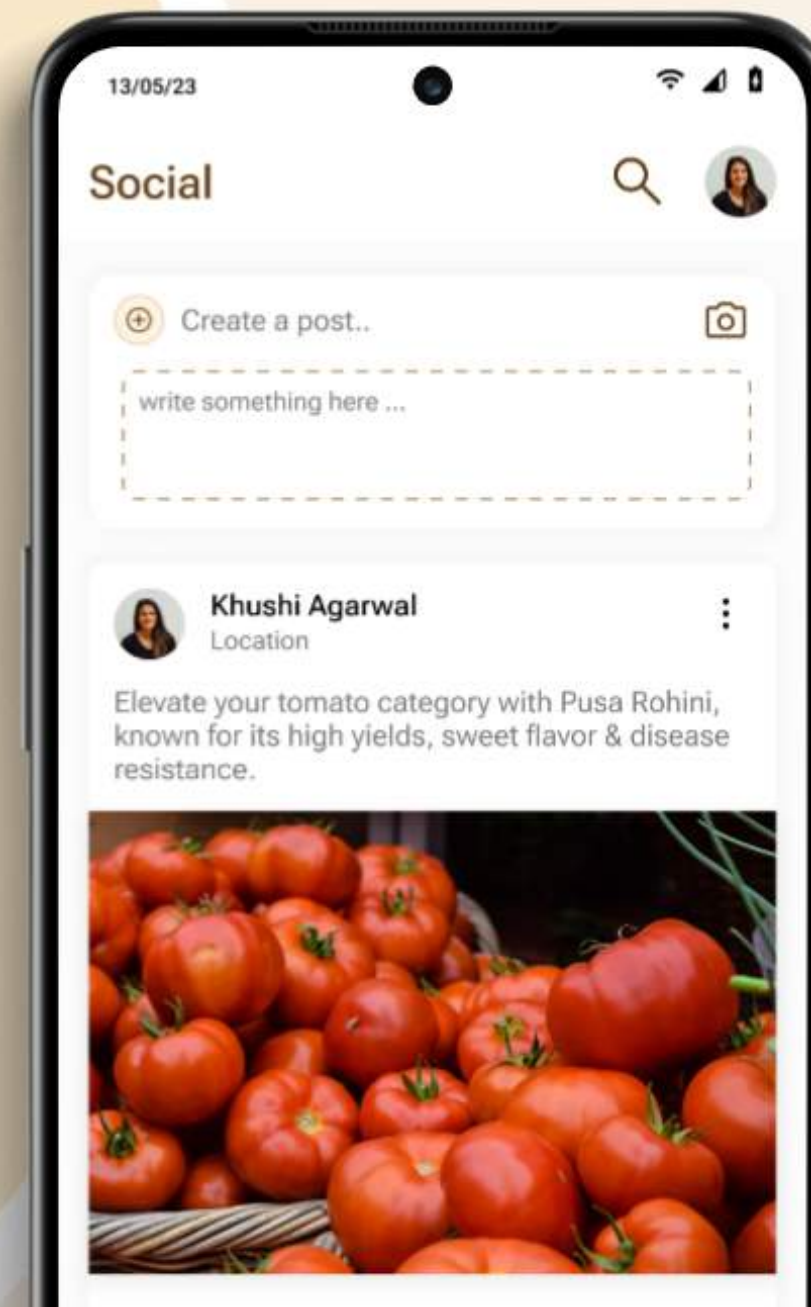 13/05/23
Social
Create a post..
write something here ...
Khushi Agarwal
Location
Elevate your tomato category with Pusa Rohini,
known for its high yields, sweet flavor & disease
resistance.